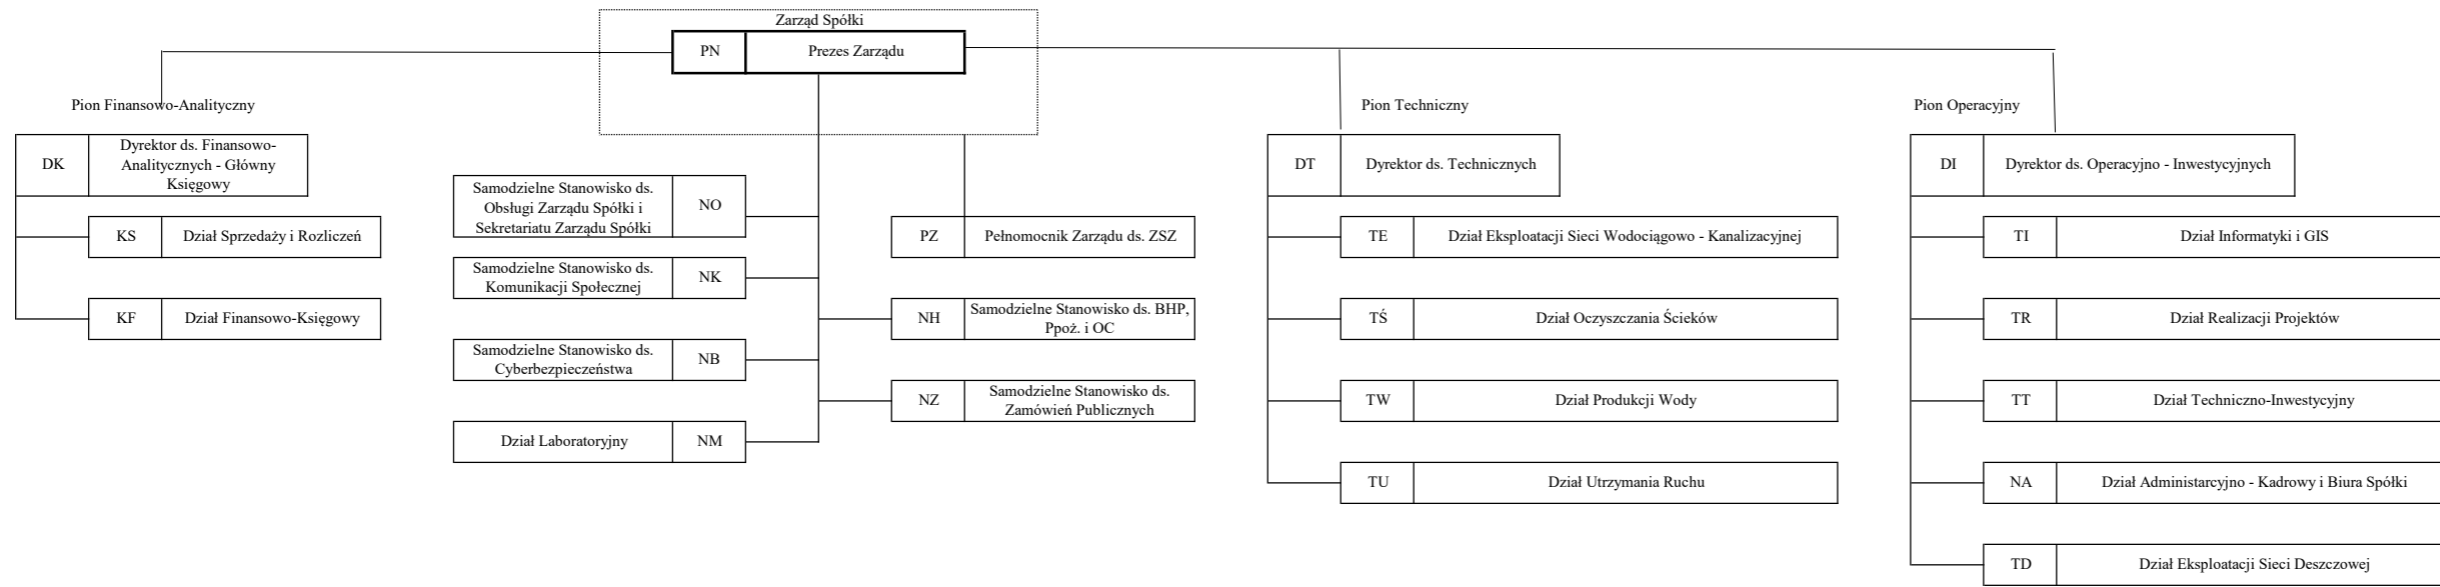 Zarząd Spółki
PN Prezes Zarządu
Pion Finansowo-Analityczny
DK
Dyrektor ds. Finansowo-
Analitycznych - Główny
Księgowy
KS Dział Sprzedaży i Rozliczeń
KF Dział Finansowo-Księgowy
Samodzielne Stanowisko ds.
Obsługi Zarządu Spółki i
Sekretariatu Zarządu Spółki
NO
Samodzielne Stanowisko ds.
Komunikacji Społecznej
NK
Samodzielne Stanowisko ds.
Cyberbezpieczeństwa
NB
Dział Laboratoryjny NM
PZ Pełnomocnik Zarządu ds. ZSZ
NH
Samodzielne Stanowisko ds. BHP,
Ppoż. i OC
NZ
Samodzielne Stanowisko ds.
Zamówień Publicznych
Pion Techniczny
DT Dyrektor ds. Technicznych
TE Dział Eksploatacji Sieci Wodociągowo - Kanalizacyjnej
TŚ Dział Oczyszczania Ścieków
TW Dział Produkcji Wody
TU Dział Utrzymania Ruchu
Pion Operacyjny
DI Dyrektor ds. Operacyjno - Inwestycyjnych
TI Dział Informatyki i GIS
TR Dział Realizacji Projektów
TT Dział Techniczno-Inwestycyjny
NA Dział Administarcyjno - Kadrowy i Biura Spółki
TD Dział Eksploatacji Sieci Deszczowej